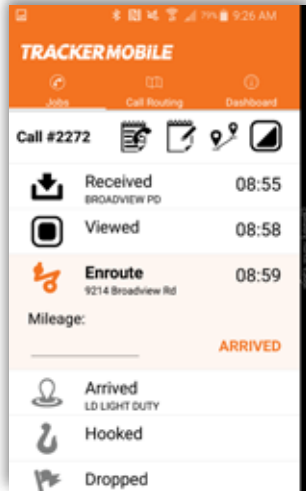 79% 9:26 AM
TRACKERMOBILE
Jobs Call Routing Dashboard
Call #2272
Received 08:55
BROADVIEW PD
Viewed 08:58
Enroute 08:59
9214 Broadview Rd
Mileage:
ARRIVED
Arrived
LD LIGHT DUTY
Hooked
Dropped